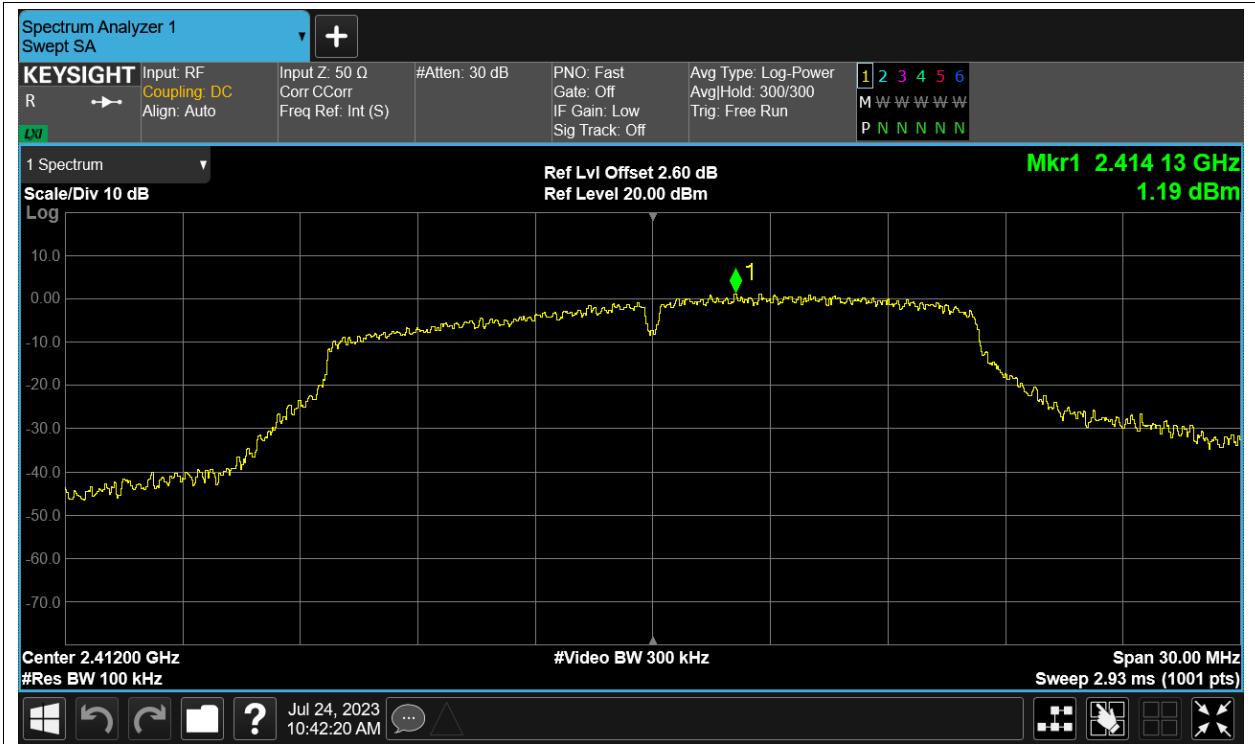 Spectrum Analyzer 1
Swept SA
+
KEYSIGHT
R
LXI
Input: RF
Coupling: DC
Align: Auto
Input Z: 50 Ω
Corr CCorr
Freq Ref: Int (S)
#Atten: 30 dB
PNO: Fast
Gate: Off
IF Gain: Low
Sig Track: Off
Avg Type: Log-Power
Avg|Hold: 300/300
Trig: Free Run
1 2 3 4 5 6
M W W W W W
P N N N N N
1 Spectrum
Scale/Div 10 dB
Log
Ref Lvl Offset 2.60 dB
Ref Level 20.00 dBm
Mkr1 2.414 13 GHz
1.19 dBm
1
10.0
0.00
-10.0
-20.0
-30.0
-40.0
-50.0
-60.0
-70.0
Center 2.41200 GHz
#Res BW 100 kHz
#Video BW 300 kHz
Span 30.00 MHz
Sweep 2.93 ms (1001 pts)
?
Jul 24, 2023
10:42:20 AM